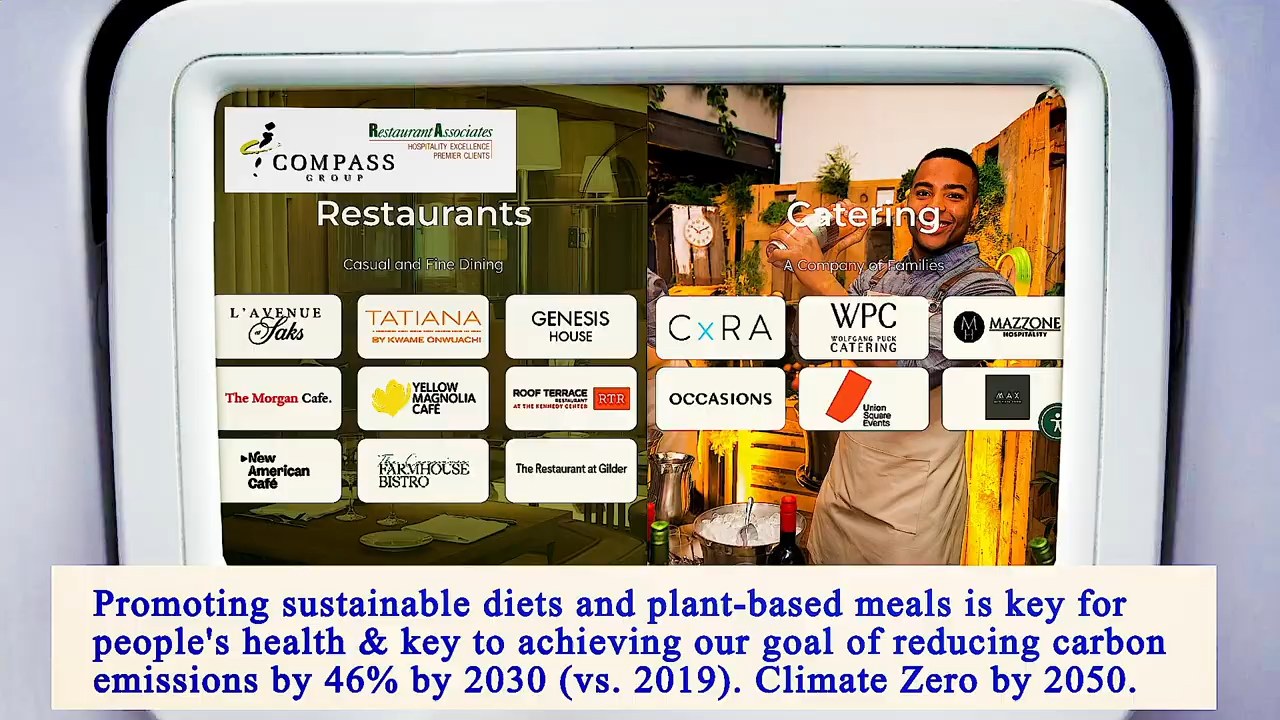 COMPASS
GROUP
Restaurant Associates
HOSPITALITY EXCELLENCE
PREMIER CLIENTS
Restaurants
Casual and Fine Dining
L'AVENUE
Saks
TATIANA
BY KWAME ONWUACHI
GENESIS
HOUSE
The Morgan Cafe.
YELLOW
MAGNOLIA
CAFÉ
ROOF TERRACE
RESTAURANT
AT THE KENNEDY CENTER
RTR
New
American
Café
FARMHOUSE
BISTRO
The Restaurant at Gilder
Catering
A Company of Families
CxRA
WPC
WOLFGANG PUCK
CATERING
MH
MAZZONE
HOSPITALITY
OCCASIONS
Union
Square
Events
MAX
Promoting sustainable diets and plant-based meals is key for
people's health & key to achieving our goal of reducing carbon
emissions by 46% by 2030 (vs. 2019). Climate Zero by 2050.